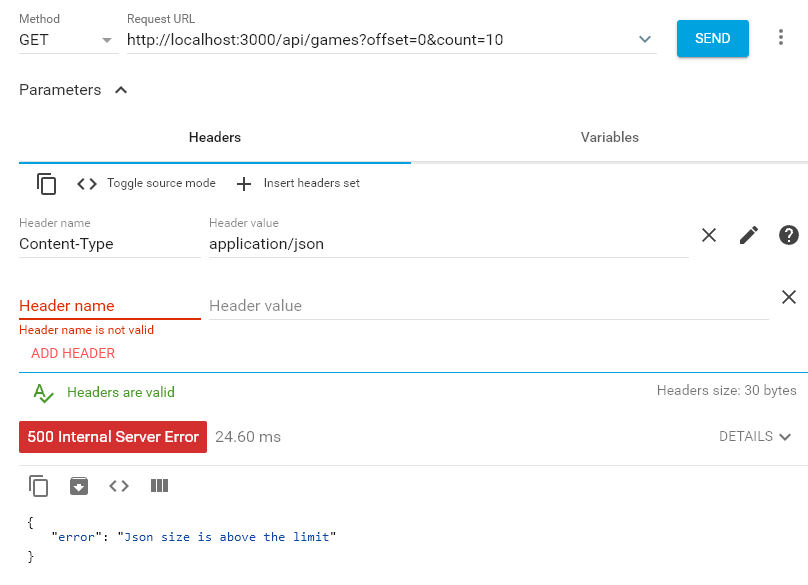 Method Request URL
GET http://localhost:3000/api/games?offset=0&count=10 SEND
Parameters
Headers Variables
Toggle source mode Insert headers set
Header name Header value
Content-Type application/json
Header name Header value
Header name is not valid
ADD HEADER
Headers are valid Headers size: 30 bytes
500 Internal Server Error 24.60 ms DETAILS
{
"error": "Json size is above the limit"
}